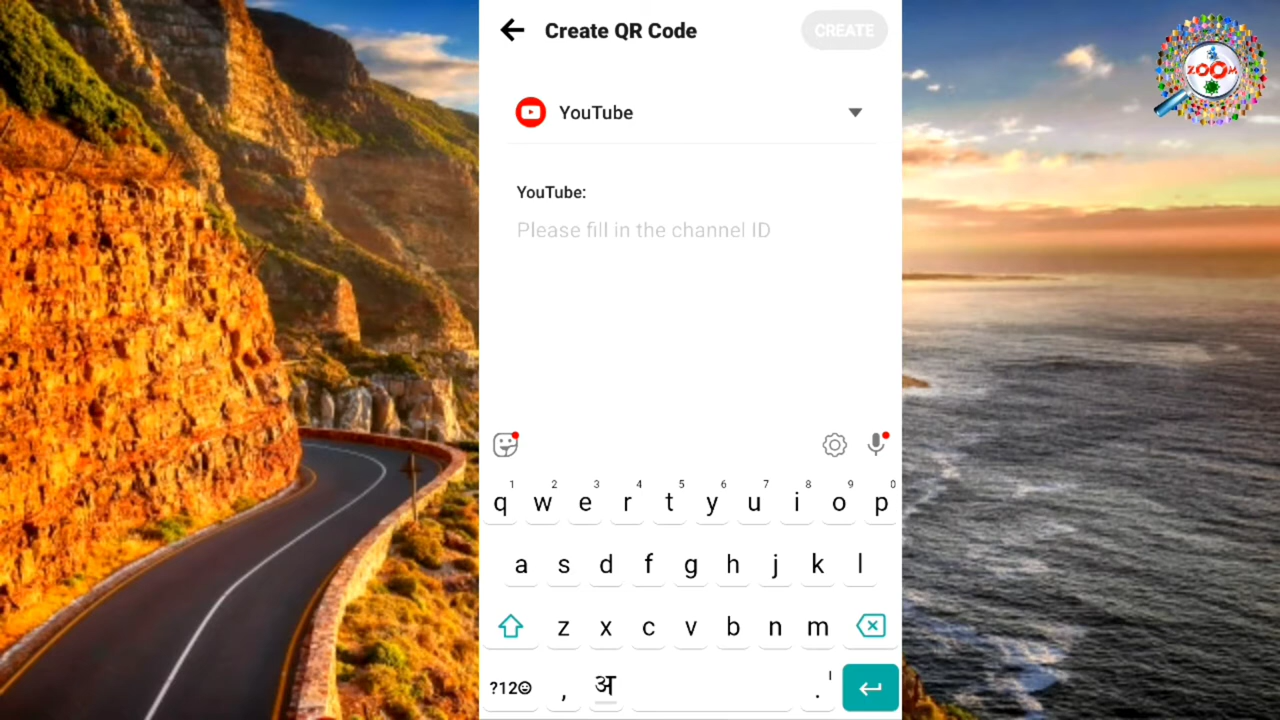 Create QR Code
CREATE
ZOOM
YouTube
YouTube:
Please fill in the channel ID
1 2 3 4 5 6 7 8 9 0
q w e r t y u i o p
a s d f g h j k l
z x c v b n m
?12☺ , अ . !